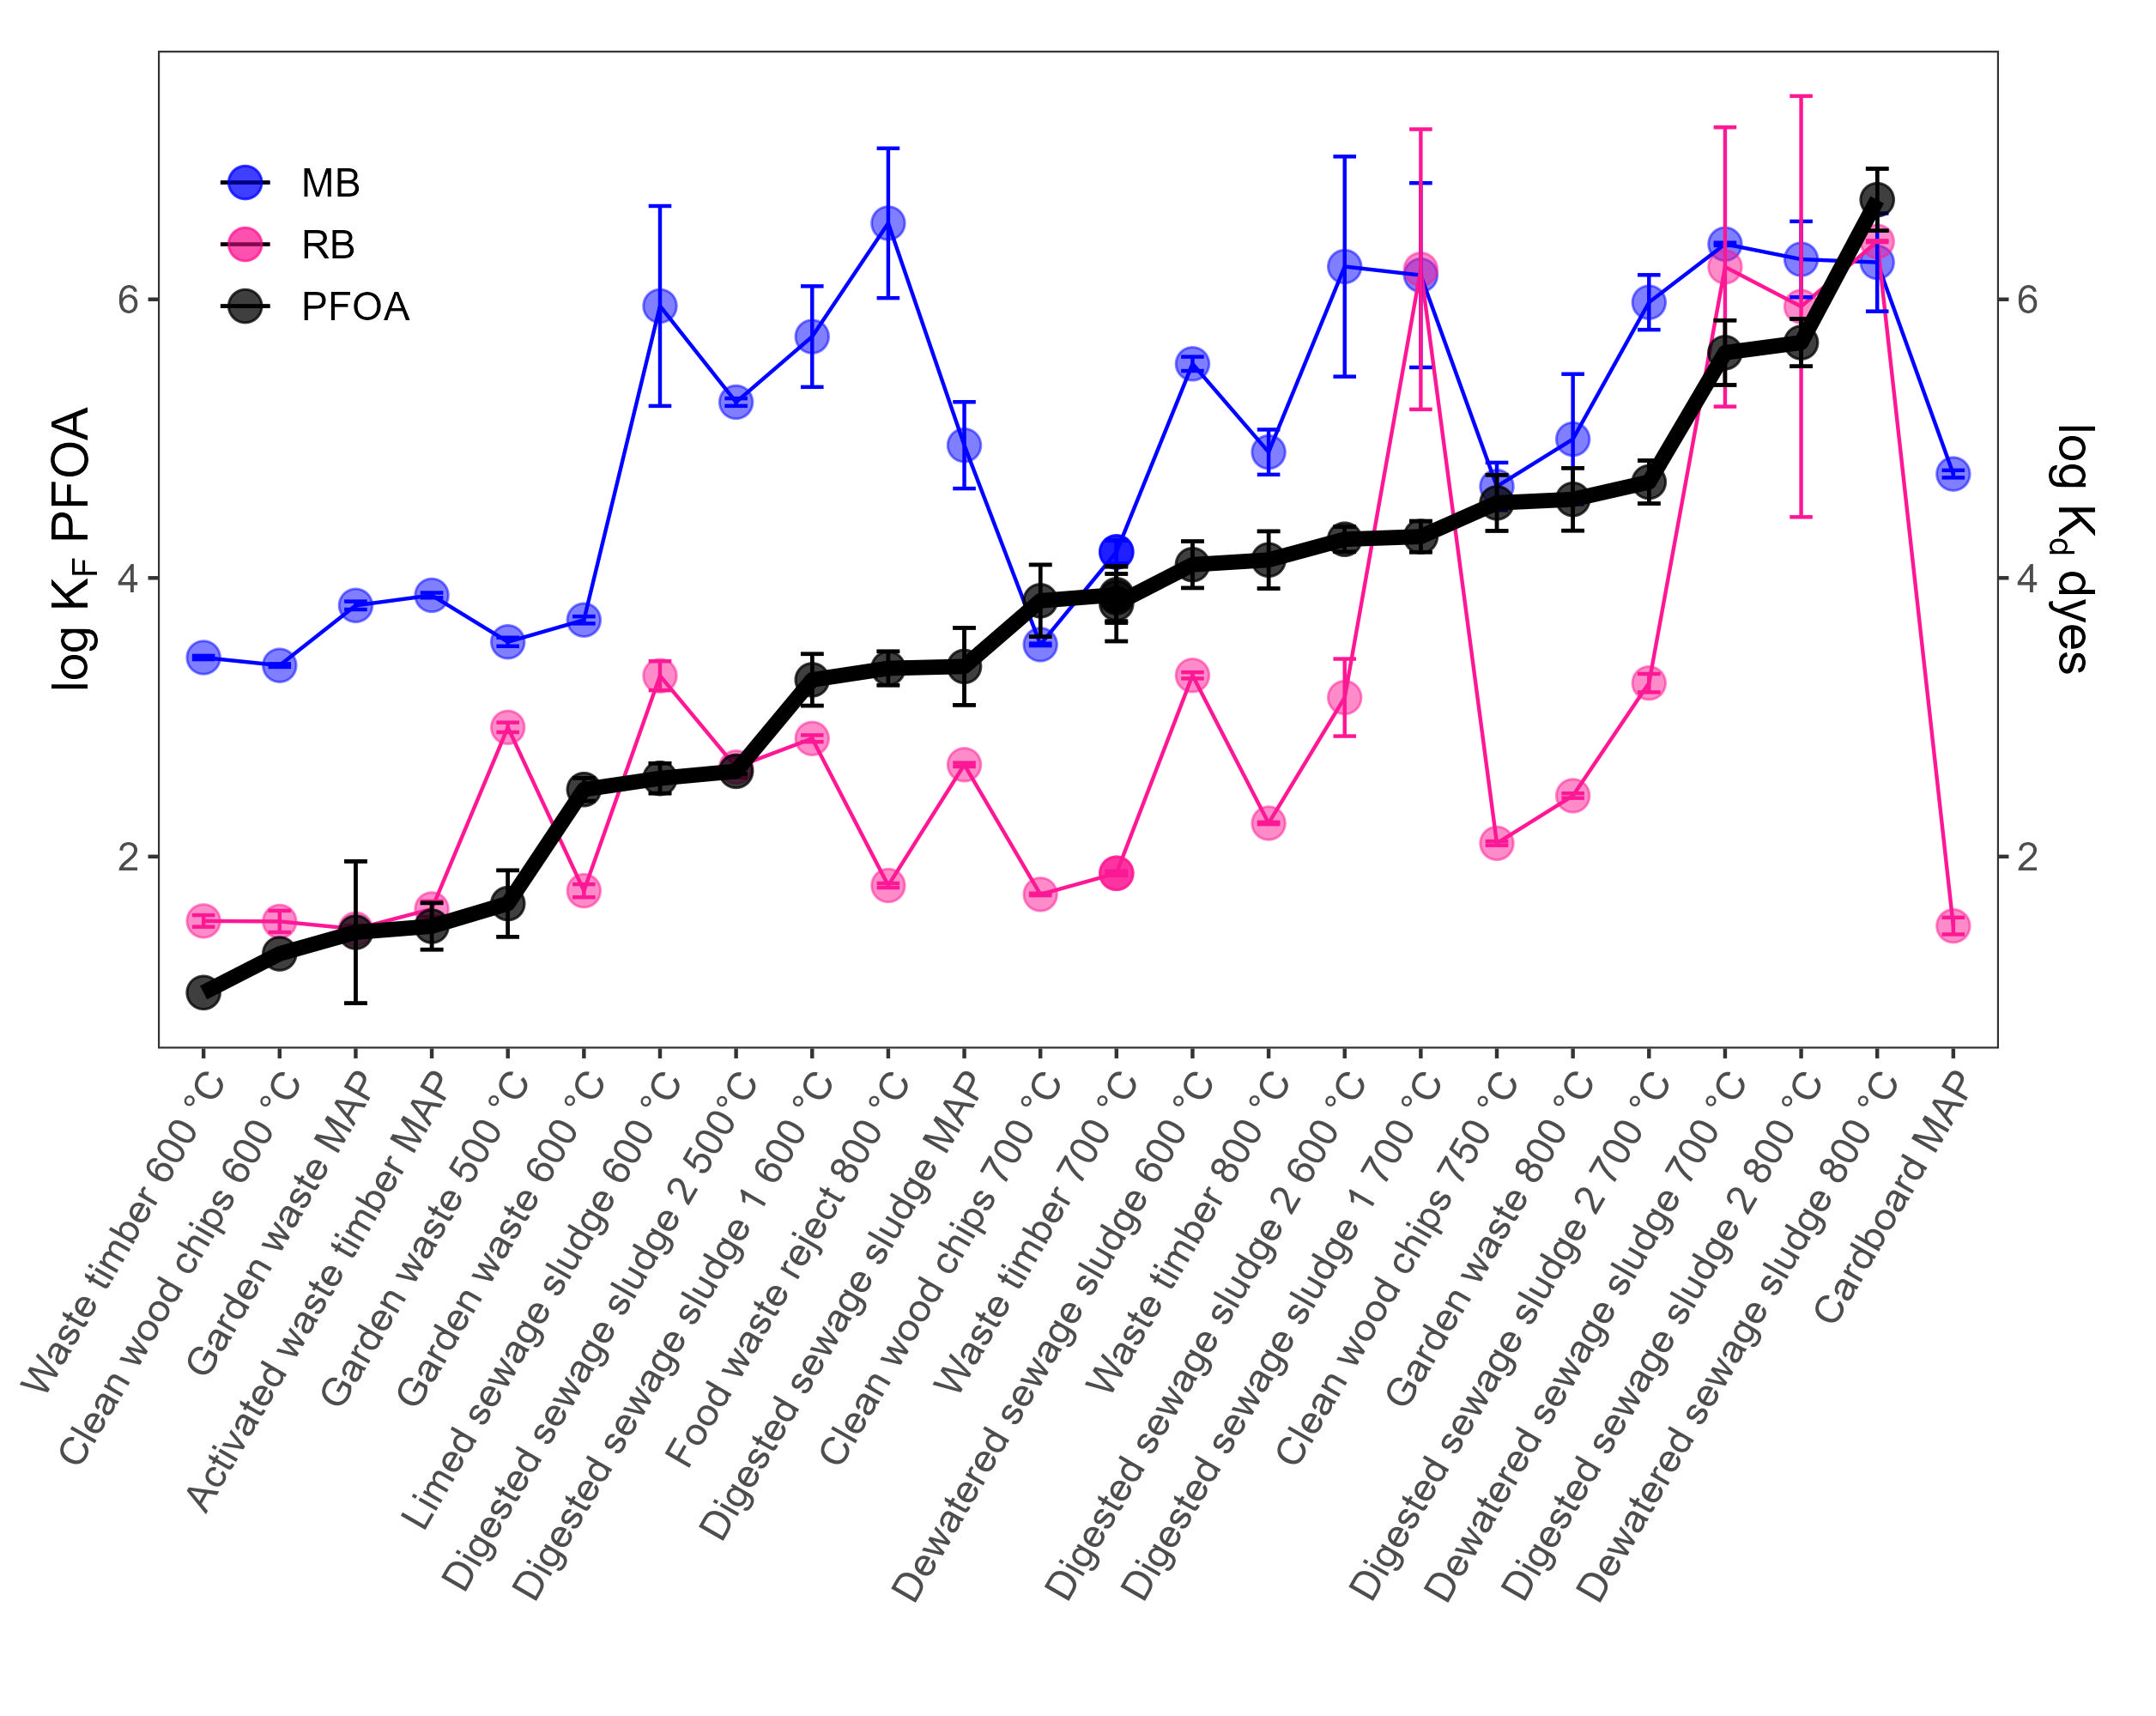 MB
RB
PFOA
6
4
2
6
4
2
log KF PFOA
log Kd dyes
Waste timber 600 °C
Clean wood chips 600 °C
Garden waste MAP
Activated waste timber MAP
Garden waste 500 °C
Garden waste 600 °C
Limed sewage sludge 600 °C
Digested sewage sludge 2 500°C
Digested sewage sludge 1 600 °C
Food waste reject 800 °C
Digested sewage sludge MAP
Clean wood chips 700 °C
Waste timber 700 °C
Dewatered sewage sludge 600 °C
Waste timber 800 °C
Digested sewage sludge 2 600 °C
Digested sewage sludge 1 700 °C
Clean wood chips 750 °C
Garden waste 800 °C
Digested sewage sludge 2 700 °C
Dewatered sewage sludge 700 °C
Digested sewage sludge 2 800 °C
Dewatered sewage sludge 800 °C
Cardboard MAP